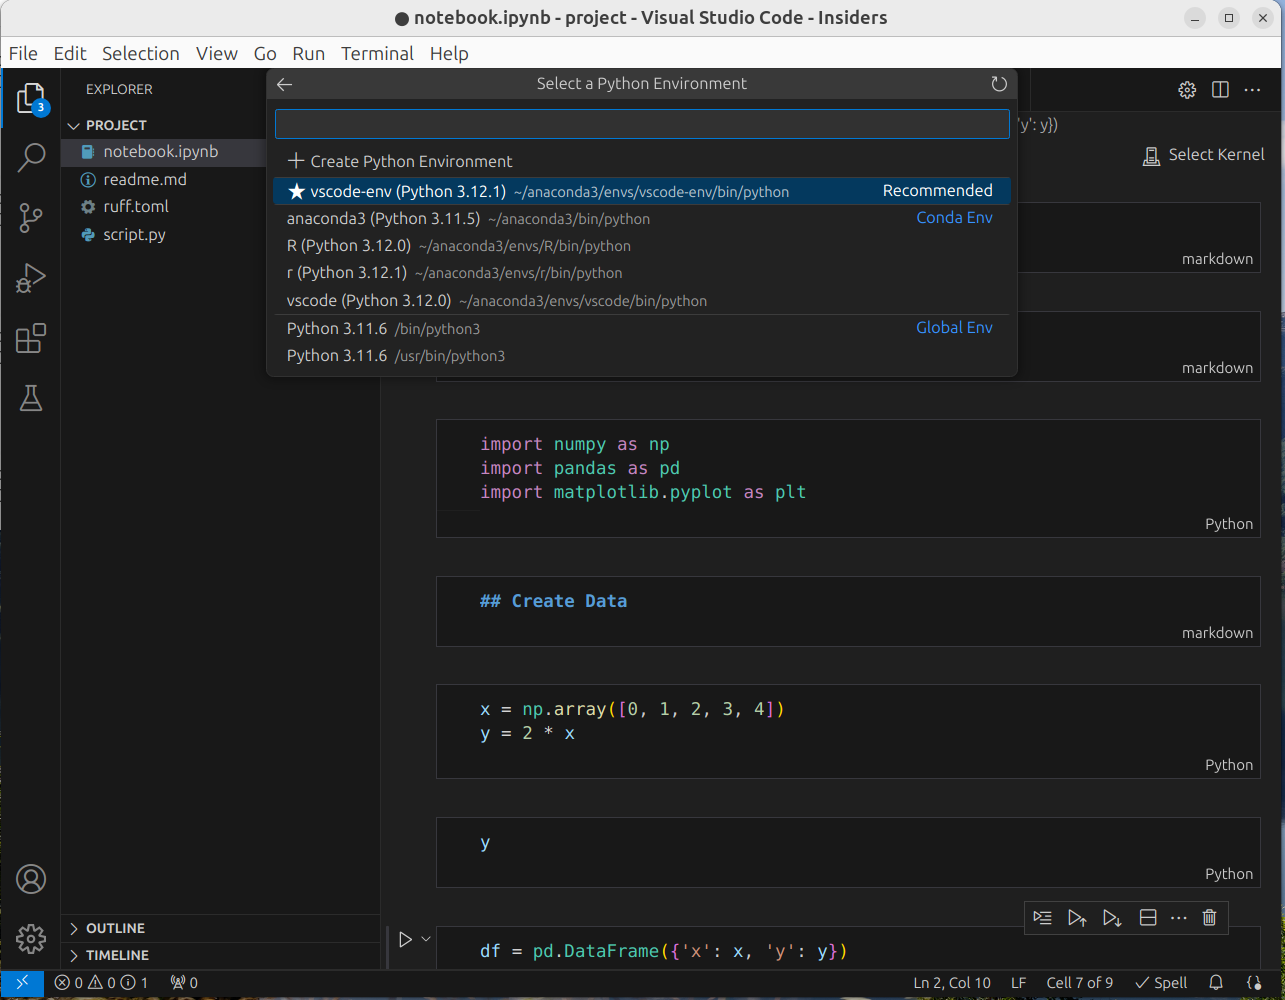 notebook.ipynb - project - Visual Studio Code - Insiders
File Edit Selection View Go Run Terminal Help
EXPLORER
Select a Python Environment
3
PROJECT
'y': y})
notebook.ipynb
Select Kernel
Create Python Environment
readme.md
vscode-env (Python 3.12.1) ~/anaconda3/envs/vscode-env/bin/python Recommended
ruff.toml
anaconda3 (Python 3.11.5) ~/anaconda3/bin/python Conda Env
script.py
R (Python 3.12.0) ~/anaconda3/envs/R/bin/python
markdown
r (Python 3.12.1) ~/anaconda3/envs/r/bin/python
vscode (Python 3.12.0) ~/anaconda3/envs/vscode/bin/python
Python 3.11.6 /bin/python3 Global Env
Python 3.11.6 /usr/bin/python3
markdown
import numpy as np
import pandas as pd
import matplotlib.pyplot as plt
Python
## Create Data
markdown
x = np.array([0, 1, 2, 3, 4])
y = 2 * x
Python
y
Python
OUTLINE
df = pd.DataFrame({'x': x, 'y': y})
TIMELINE
0 0 1 0 Ln 2, Col 10 LF Cell 7 of 9 Spell